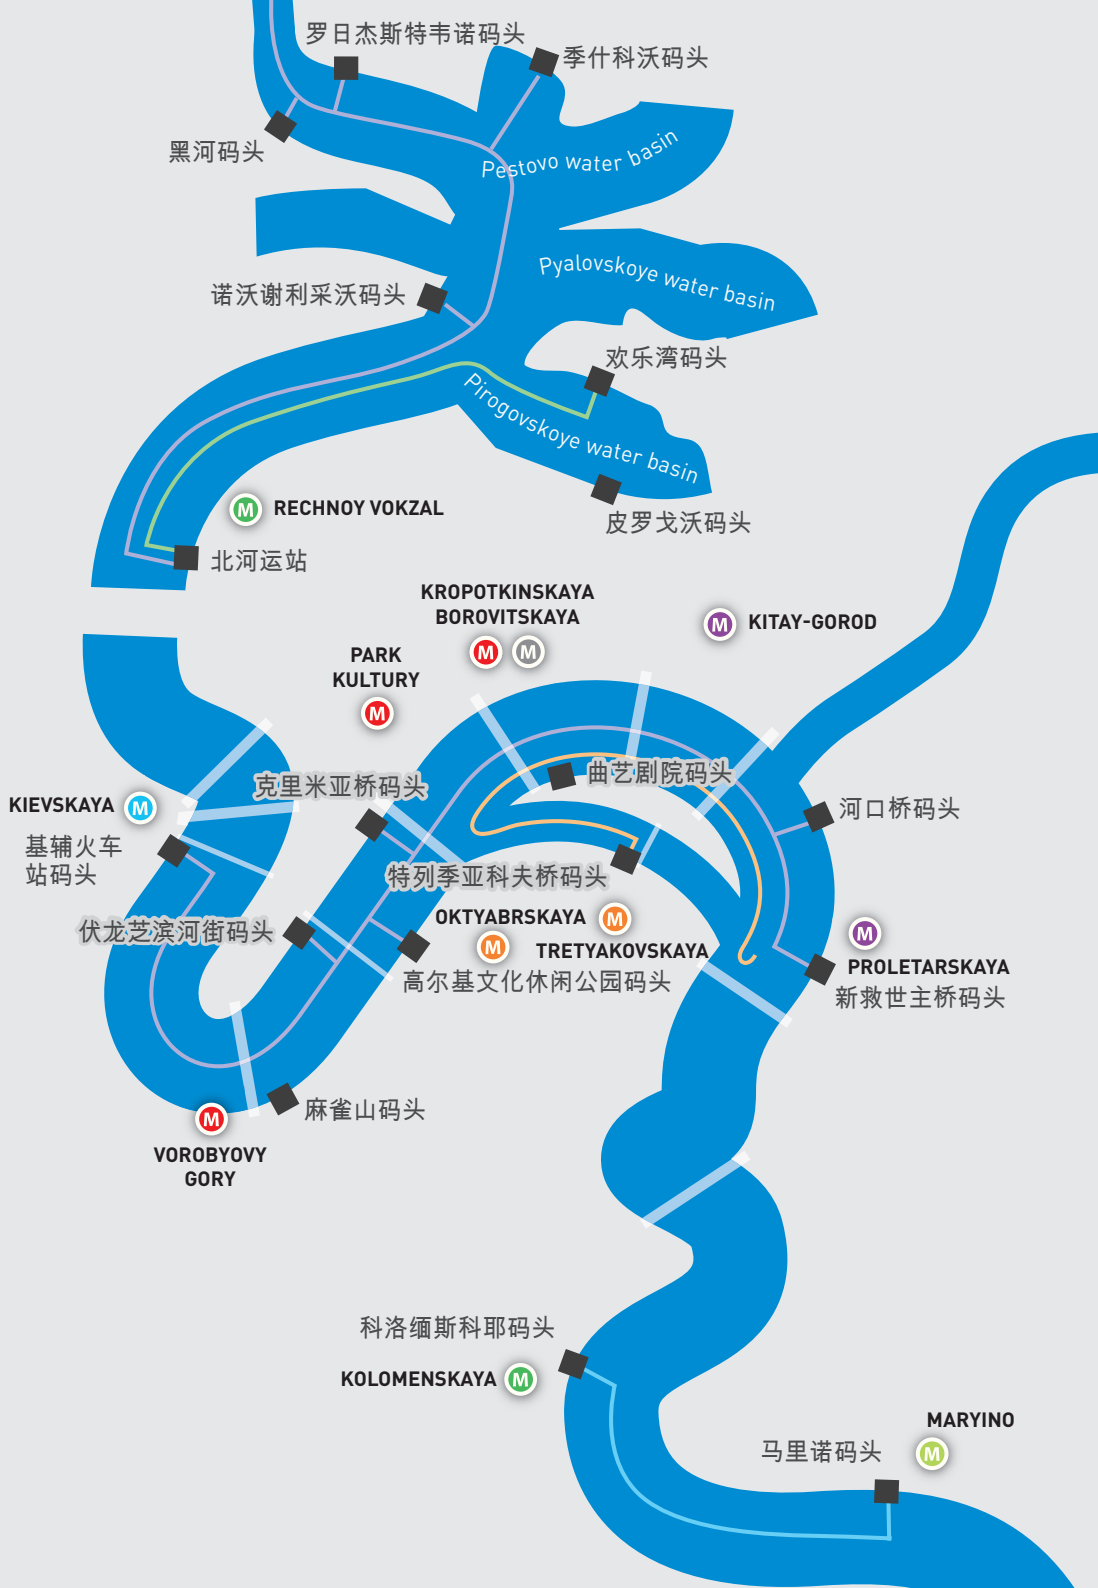 罗日杰斯特韦诺码头
季什科沃码头
黑河码头
Pestovo water basin
诺沃谢利采沃码头
Pyalovskoye water basin
欢乐湾码头
Pirogovskoye water basin
皮罗戈沃码头
M
RECHNOY VOKZAL
北河运站
KROPOTKINSKAYA
BOROVITSKAYA
M
M
M
KITAY-GOROD
PARK
KULTURY
M
克里米亚桥码头
曲艺剧院码头
KIEVSKAYA
M
基辅火车
站码头
河口桥码头
特列季亚科夫桥码头
伏龙芝滨河街码头
OKTYABRSKAYA
M
M
TRETYAKOVSKAYA
高尔基文化休闲公园码头
M
PROLETARSKAYA
新救世主桥码头
麻雀山码头
M
VOROBYOVY
GORY
科洛缅斯科耶码头
KOLOMENSKAYA
M
MARYINO
马里诺码头
M